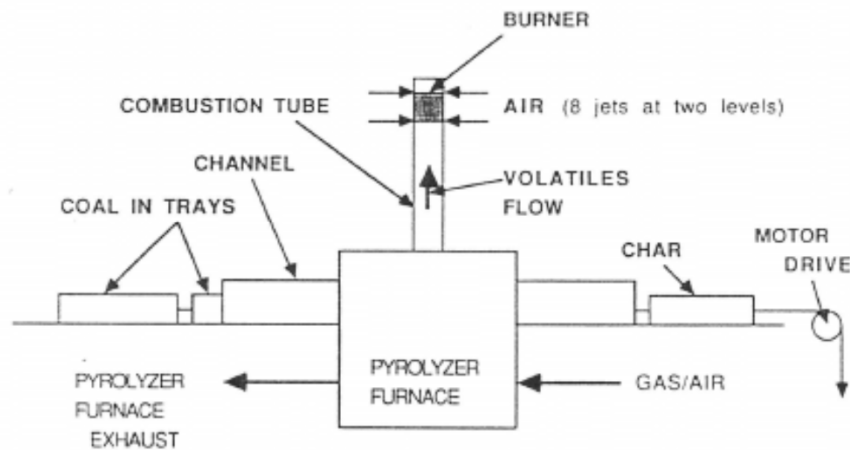 BURNER
COMBUSTION TUBE
AIR (8 jets at two levels)
CHANNEL
VOLATILES
FLOW
COAL IN TRAYS
CHAR
MOTOR
DRIVE
PYROLYZER
FURNACE
EXHAUST
PYROLYZER
FURNACE
GAS/AIR